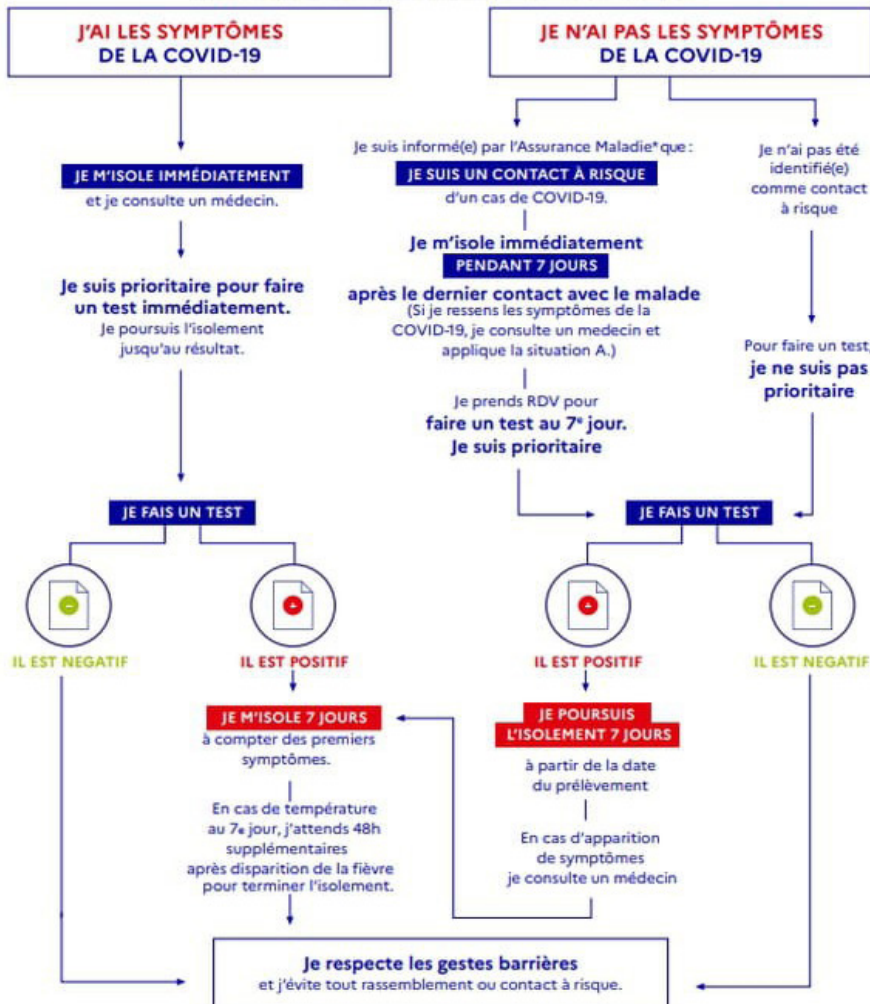 J'AI LES SYMPTÔMES
DE LA COVID-19
JE N'AI PAS LES SYMPTÔMES
DE LA COVID-19
JE M'ISOLE IMMÉDIATEMENT
et je consulte un médecin.
Je suis prioritaire pour faire
un test immédiatement.
Je poursuis l'isolement
jusqu'au résultat.
Je suis informé(e) par l'Assurance Maladie* que :
JE SUIS UN CONTACT À RISQUE
d'un cas de COVID-19.
Je m'isole immédiatement
PENDANT 7 JOURS
après le dernier contact avec le malade
(Si je ressens les symptômes de la
COVID-19, je consulte un medecin et
applique la situation A.)
Je prends RDV pour
faire un test au 7e jour.
Je suis prioritaire
Je n'ai pas été
identifié(e)
comme contact
à risque
Pour faire un test,
je ne suis pas
prioritaire
JE FAIS UN TEST
JE FAIS UN TEST
IL EST NEGATIF
IL EST POSITIF
IL EST POSITIF
IL EST NEGATIF
JE M'ISOLE 7 JOURS
à compter des premiers
symptômes.
En cas de température
au 7e jour, j'attends 48h
supplémentaires
après disparition de la fièvre
pour terminer l'isolement.
JE POURSUIS
L'ISOLEMENT 7 JOURS
à partir de la date
du prélèvement
En cas d'apparition
de symptômes
je consulte un médecin
Je respecte les gestes barrières
et j'évite tout rassemblement ou contact à risque.